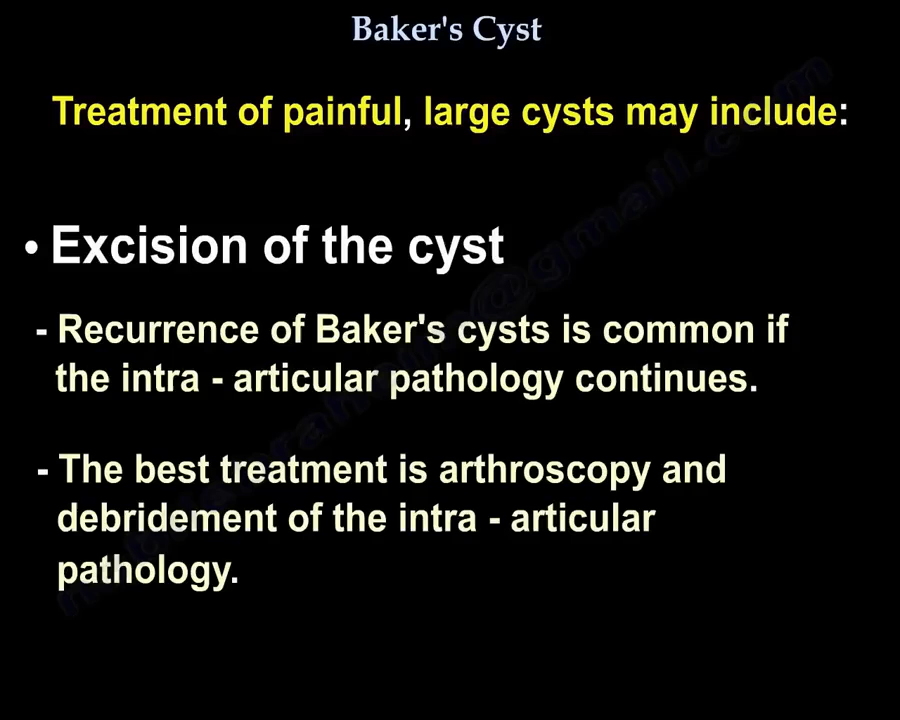 Baker's Cyst
Treatment of painful, large cysts may include:
• Excision of the cyst
- Recurrence of Baker's cysts is common if
the intra - articular pathology continues.
- The best treatment is arthroscopy and
debridement of the intra - articular
pathology.